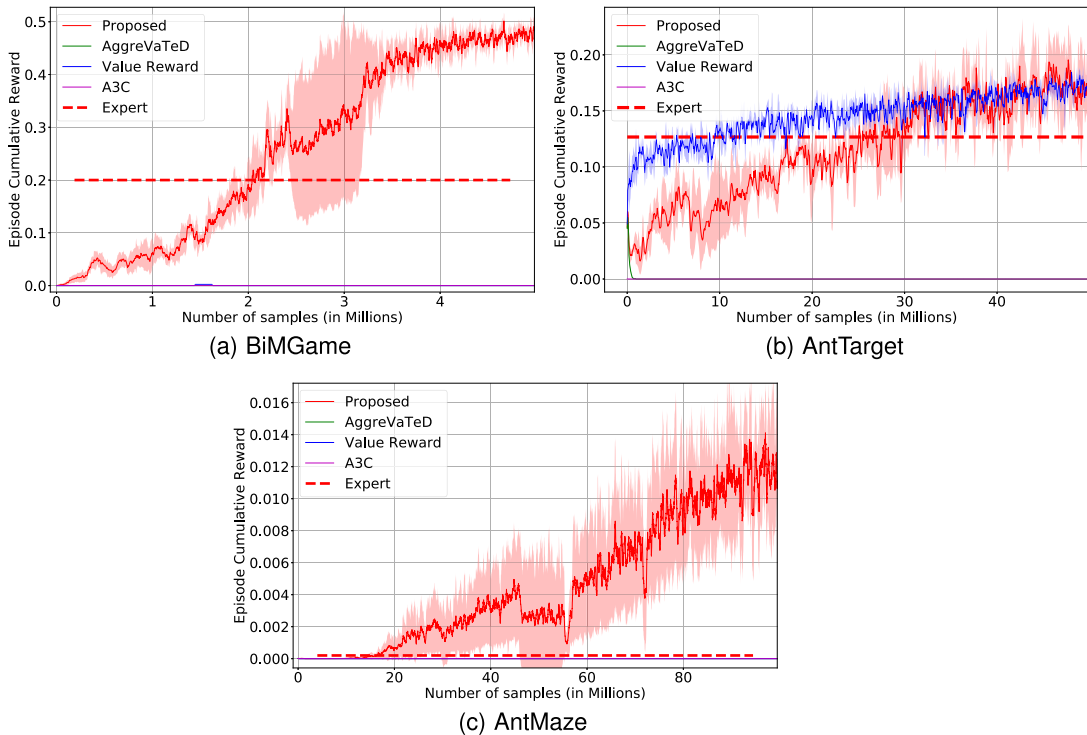 Episode Cumulative Reward
0.5
0.4
0.3
0.2
0.1
0.0
Proposed
AggreVaTeD
Value Reward
A3C
Expert
0
1
2
3
4
Number of samples (in Millions)
(a) BiMGame
Episode Cumulative Reward
0.20
0.15
0.10
0.05
0.00
Proposed
AggreVaTeD
Value Reward
A3C
Expert
0
10
20
30
40
Number of samples (in Millions)
(b) AntTarget
Episode Cumulative Reward
0.016
0.014
0.012
0.010
0.008
0.006
0.004
0.002
0.000
Proposed
AggreVaTeD
Value Reward
A3C
Expert
0
20
40
60
80
Number of samples (in Millions)
(c) AntMaze